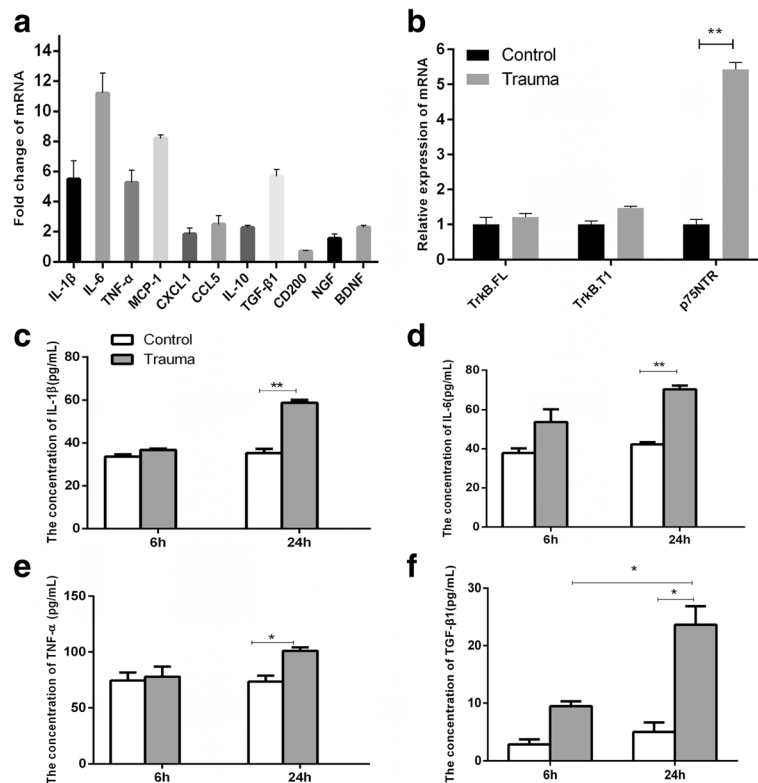 a
Fold change of mRNA
14
12
10
8
6
4
2
0
IL-1β
IL-6
TNF-α
MCP-1
CXCL1
CCL5
IL-10
TGF-β1
CD200
NGF
BDNF
b
Relative expression of mRNA
6
5
4
3
2
1
0
Control
Trauma
**
TrkB.FL
TrkB.T1
p75NTR
c
The concentration of IL-1β(pg/mL)
80
60
40
20
0
Control
Trauma
**
6h
24h
d
The concentration of IL-6(pg/mL)
80
60
40
20
0
**
6h
24h
e
The concentration of TNF-α (pg/mL)
150
100
75
50
0
*
6h
24h
f
The concentration of TGF-β1(pg/mL)
30
20
10
0
*
*
6h
24h